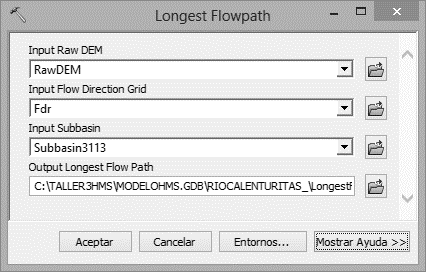 Longest Flowpath
Input Raw DEM
RawDEM
Input Flow Direction Grid
Fdr
Input Subbasin
Subbasin3113
Output Longest Flow Path
C:\TALLER3HMS\MODELOHMS.GDB\RIOCALENTURITAS_\Longestf
Aceptar
Cancelar
Entornos...
Mostrar Ayuda >>